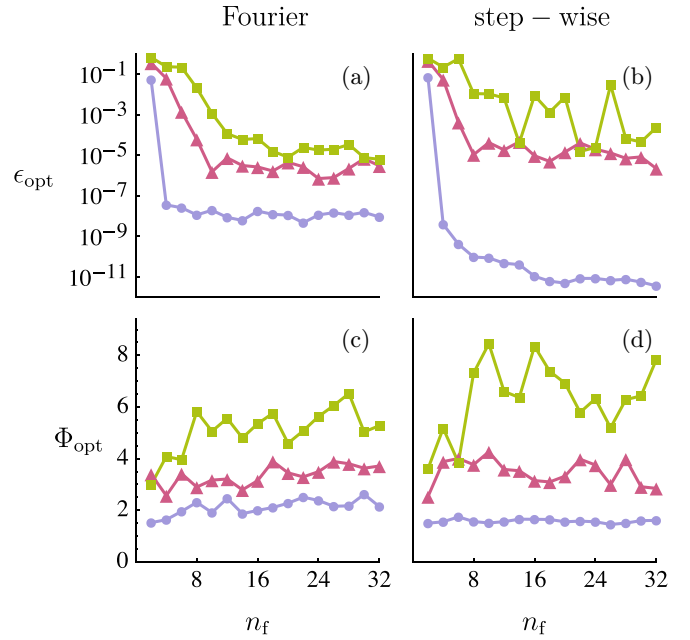 Fourier
step − wise
(a)
(b)
10⁻¹
10⁻³
10⁻⁵
10⁻⁷
10⁻⁹
10⁻¹¹
ϵ_opt
(c)
(d)
8
6
4
2
0
Φ_opt
8 16 24 32
8 16 24 32
n_f
n_f